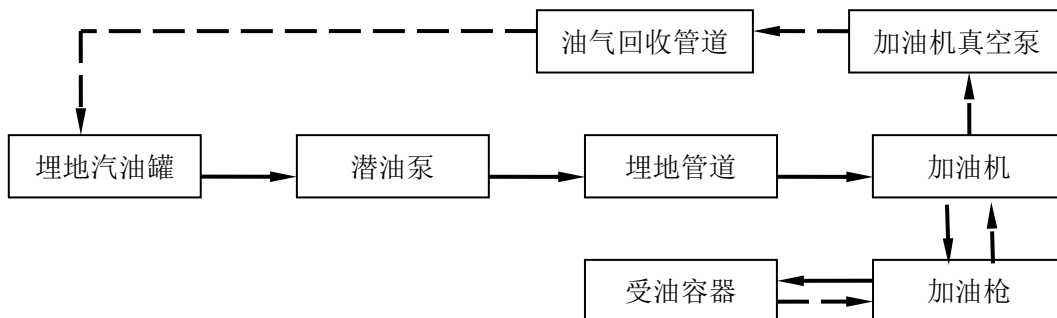 油气回收管道
加油机真空泵
埋地汽油罐
潜油泵
埋地管道
加油机
受油容器
加油枪